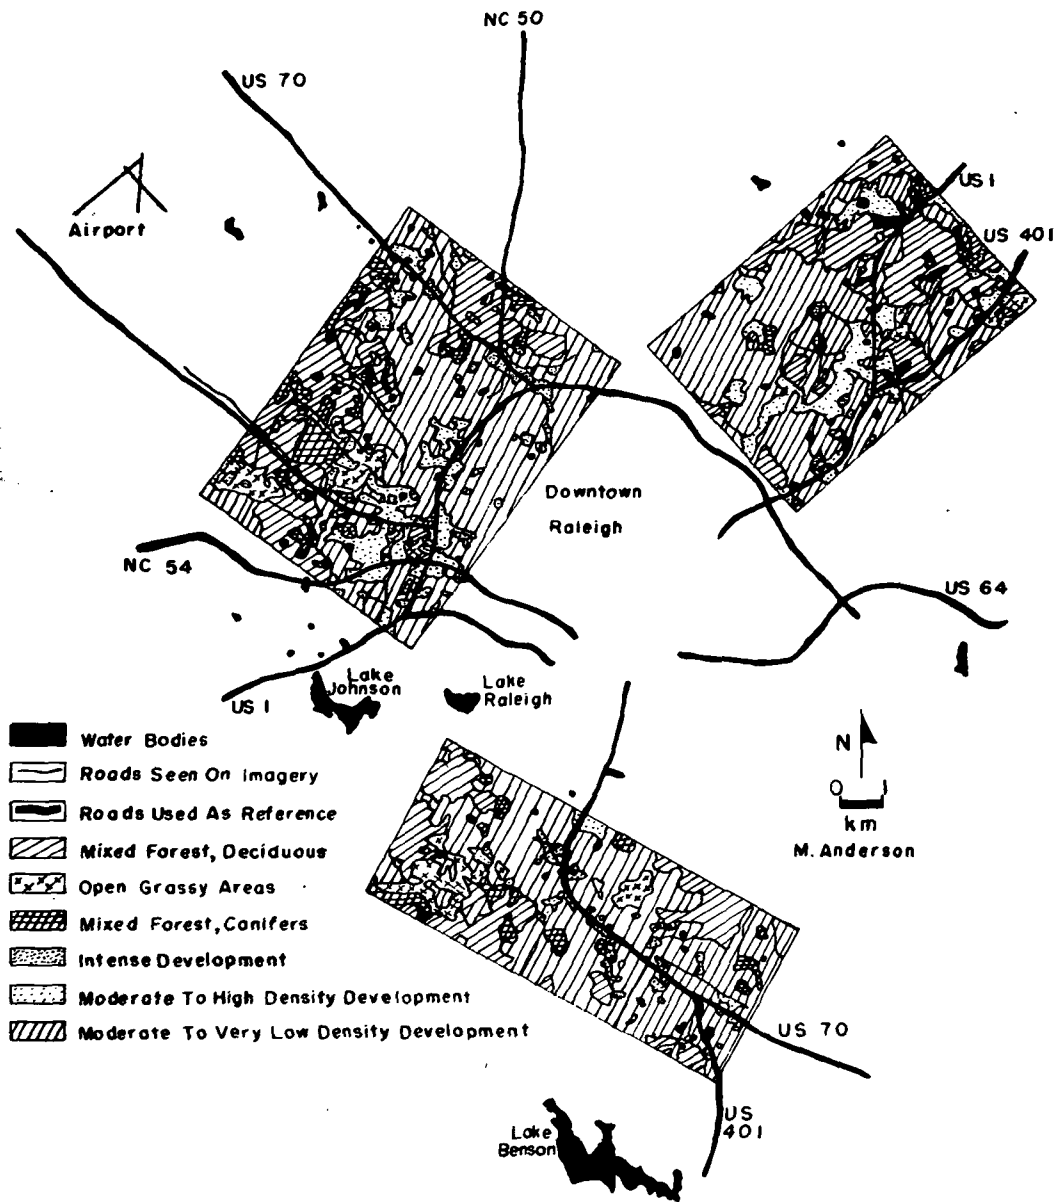 NC 50
US 70
US 1
Airport
US 401
Downtown
Raleigh
NC 54
US 64
Lake
Johnson
Lake
Raleigh
US 1
Water Bodies
Roads Seen On Imagery
Roads Used As Reference
Mixed Forest, Deciduous
Open Grassy Areas
Mixed Forest, Canifers
Intense Development
Moderate To High Density Development
Moderate To Very Low Density Development
N
0 1
km
M. Anderson
US 70
US
401
Lake
Benson